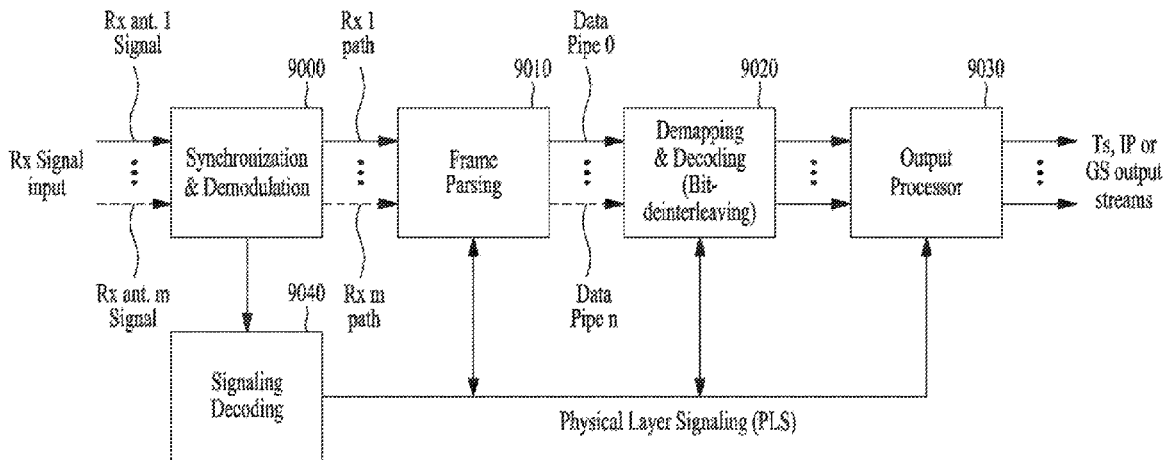 Rx ant. 1
Signal
Rx 1
path
Data
Pipe 0
9000
9010
9020
9030
Rx Signal
input
Synchronization
& Demodulation
Frame
Parsing
Demapping
& Decoding
(Bit-
deinterleaving)
Output
Processor
Ts, IP or
GS output
streams
Rx ant. m
Signal
9040
Rx m
path
Data
Pipe n
Signaling
Decoding
Physical Layer Signaling (PLS)